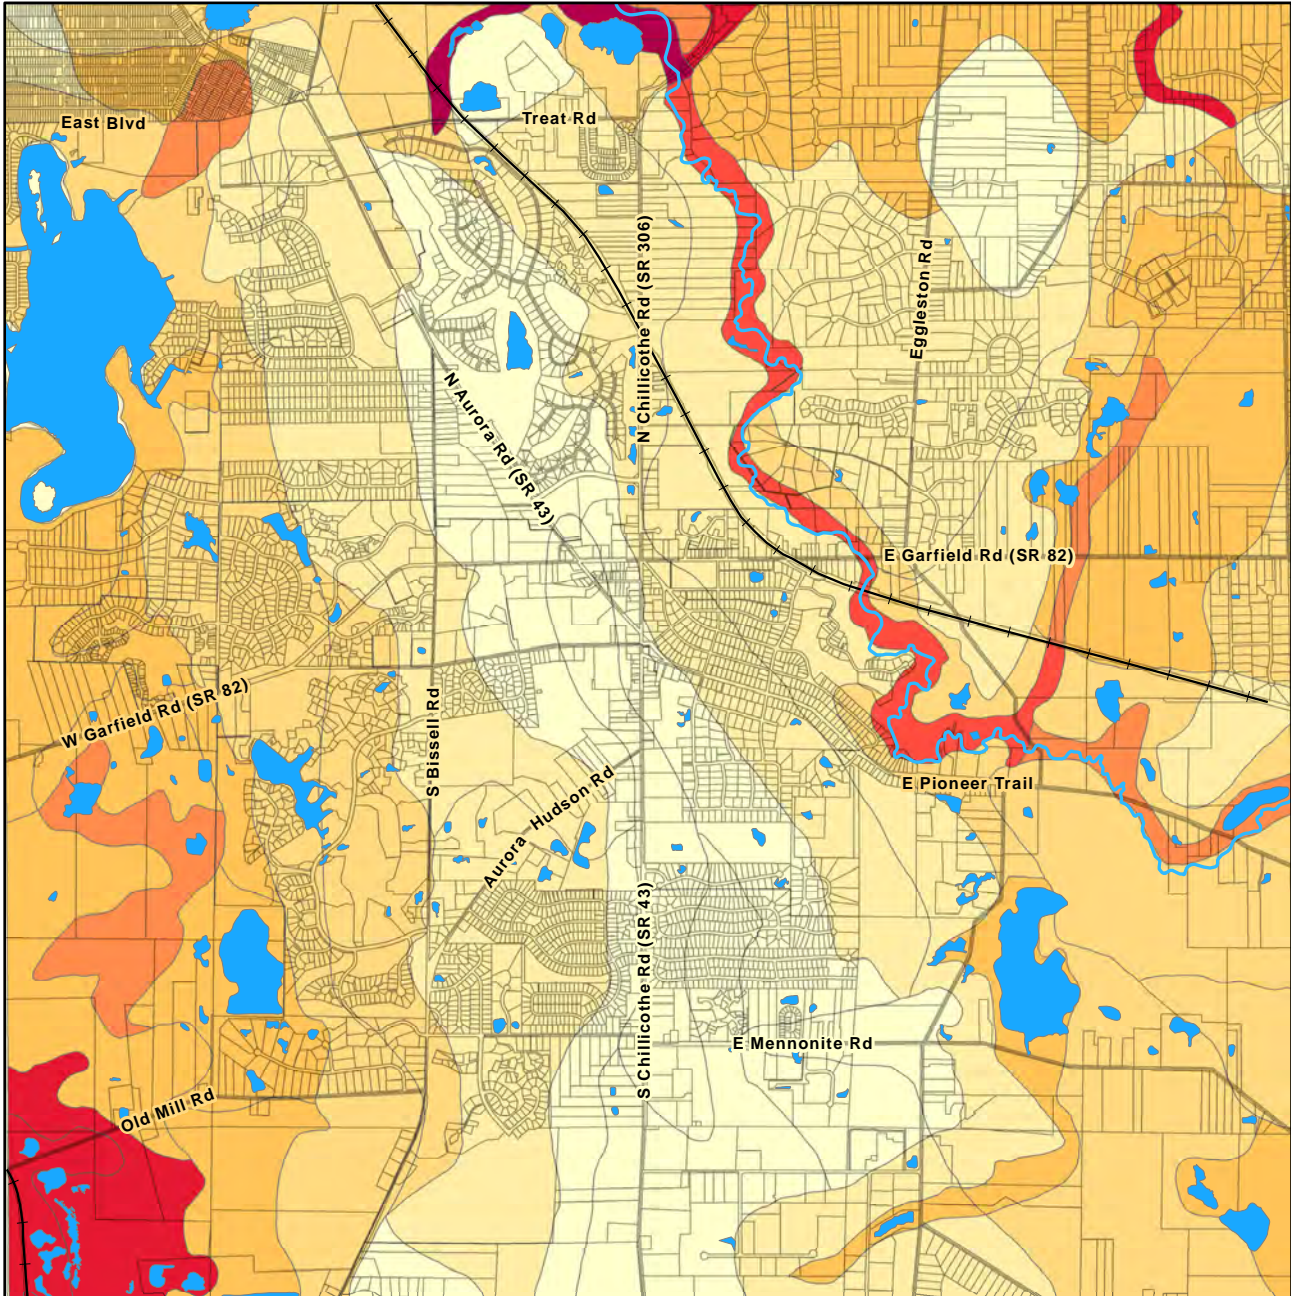 East Blvd
Treat Rd
N Chillicothe Rd (SR 306)
Eggleston Rd
N Aurora Rd (SR 43)
E Garfield Rd (SR 82)
W Garfield Rd (SR 82)
S Bissell Rd
Aurora Hudson Rd
E Pioneer Trail
S Chillicothe Rd (SR 43)
E Mennonite Rd
Old Mill Rd